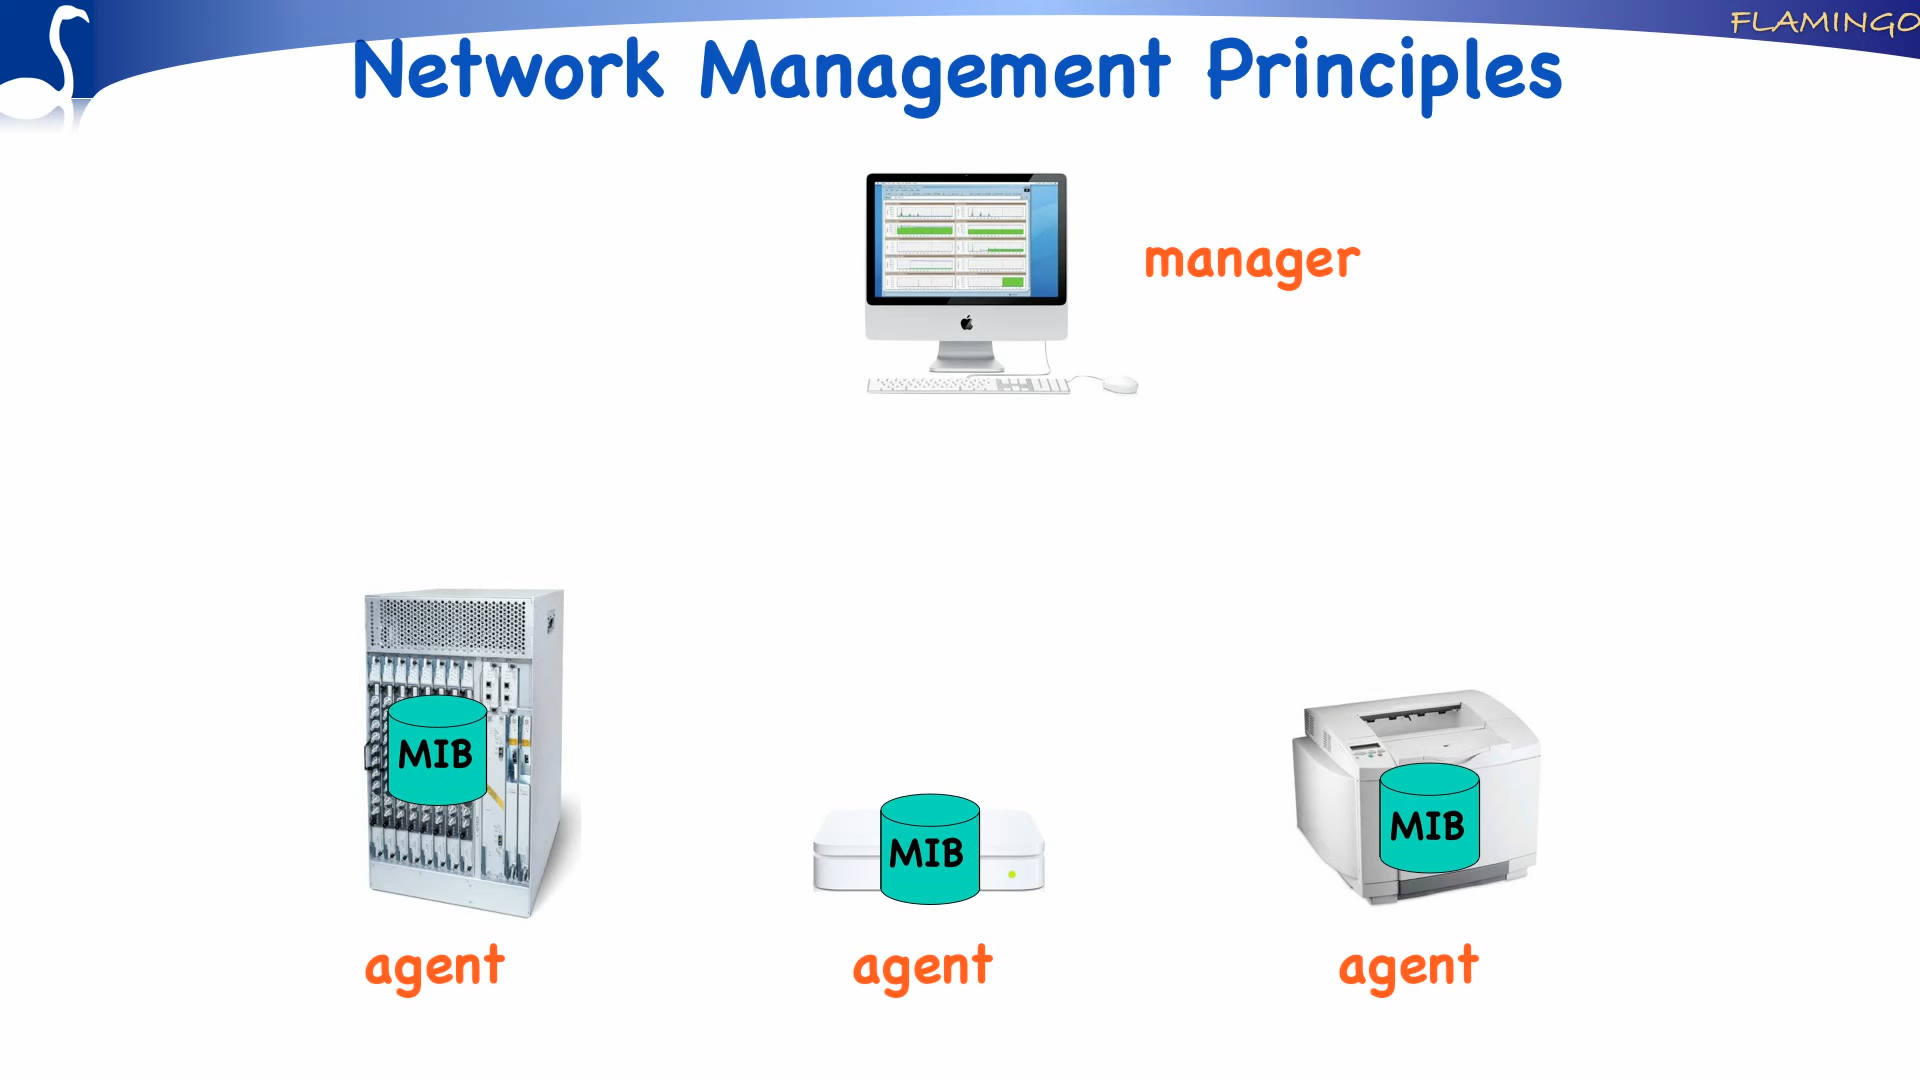 FLAMINGO
Network Management Principles
manager
MIB
MIB
MIB
agent
agent
agent